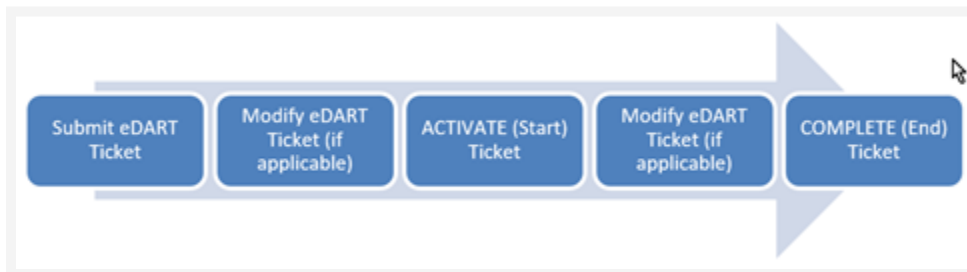 Submit eDART
Ticket
Modify eDART
Ticket (if
applicable)
ACTIVATE (Start)
Ticket
Modify eDART
Ticket (if
applicable)
COMPLETE (End)
Ticket